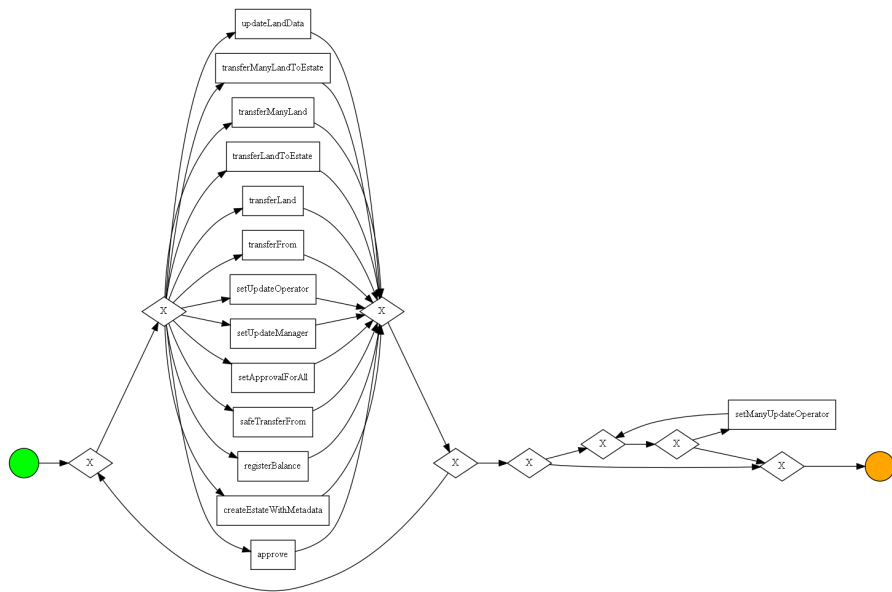 updateLandData
transferManyLandToEstate
transferManyLand
transferLandToEstate
transferLand
transferFrom
setUpdateOperator
X
X
setUpdateManager
setApprovalForAll
safeTransferFrom
setManyUpdateOperator
X
X
X
X
X
registerBalance
X
createEstateWithMetadata
approve